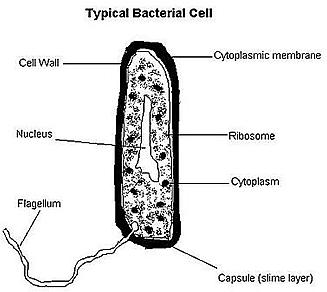 Typical Bacterial Cell
Cytoplasmic membrane
Cell Wall
Nucleus
Ribosome
Cytoplasm
Flagellum
Capsule (slime layer)